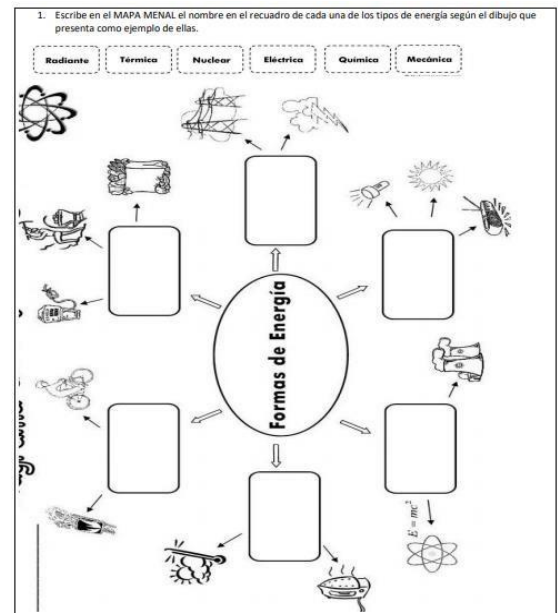 1. Escribe en el MAPA MENAL el nombre en el recuadro de cada una de los tipos de energía según el dibujo que
presenta como ejemplo de ellas.
Radiante Térmica Nuclear Eléctrica Química Mecánica
Formas de Energía
E = mc²